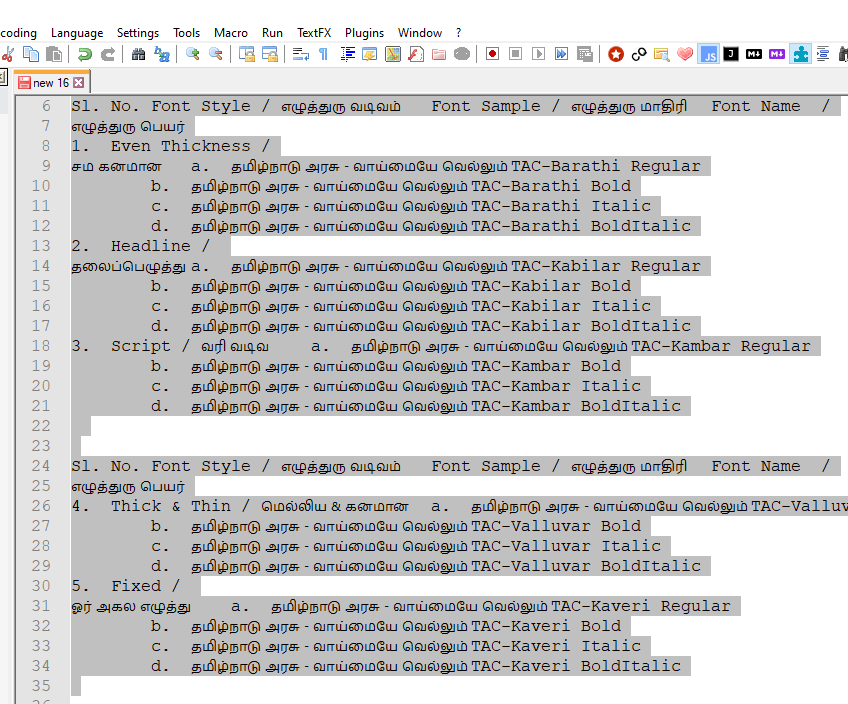 coding Language Settings Tools Macro Run TextFX Plugins Window ?
new 16
6 Sl. No. Font Style / எழுத்துரு வடிவம் Font Sample / எழுத்துரு மாதிரி Font Name /
7 எழுத்துரு பெயர்
8 1. Even Thickness /
9 சம கனமான a. தமிழ்நாடு அரசு - வாய்மையே வெல்லும் TAC-Barathi Regular
10 b. தமிழ்நாடு அரசு - வாய்மையே வெல்லும் TAC-Barathi Bold
11 c. தமிழ்நாடு அரசு - வாய்மையே வெல்லும் TAC-Barathi Italic
12 d. தமிழ்நாடு அரசு - வாய்மையே வெல்லும் TAC-Barathi BoldItalic
13 2. Headline /
14 தலைப்பெழுத்து a. தமிழ்நாடு அரசு - வாய்மையே வெல்லும் TAC-Kabilar Regular
15 b. தமிழ்நாடு அரசு - வாய்மையே வெல்லும் TAC-Kabilar Bold
16 c. தமிழ்நாடு அரசு - வாய்மையே வெல்லும் TAC-Kabilar Italic
17 d. தமிழ்நாடு அரசு - வாய்மையே வெல்லும் TAC-Kabilar BoldItalic
18 3. Script / வரி வடிவ a. தமிழ்நாடு அரசு - வாய்மையே வெல்லும் TAC-Kambar Regular
19 b. தமிழ்நாடு அரசு - வாய்மையே வெல்லும் TAC-Kambar Bold
20 c. தமிழ்நாடு அரசு - வாய்மையே வெல்லும் TAC-Kambar Italic
21 d. தமிழ்நாடு அரசு - வாய்மையே வெல்லும் TAC-Kambar BoldItalic
22
23
24 Sl. No. Font Style / எழுத்துரு வடிவம் Font Sample / எழுத்துரு மாதிரி Font Name /
25 எழுத்துரு பெயர்
26 4. Thick & Thin / மெல்லிய & கனமான a. தமிழ்நாடு அரசு - வாய்மையே வெல்லும் TAC-Valluv
27 b. தமிழ்நாடு அரசு - வாய்மையே வெல்லும் TAC-Valluvar Bold
28 c. தமிழ்நாடு அரசு - வாய்மையே வெல்லும் TAC-Valluvar Italic
29 d. தமிழ்நாடு அரசு - வாய்மையே வெல்லும் TAC-Valluvar BoldItalic
30 5. Fixed /
31 ஓர் அகல எழுத்து a. தமிழ்நாடு அரசு - வாய்மையே வெல்லும் TAC-Kaveri Regular
32 b. தமிழ்நாடு அரசு - வாய்மையே வெல்லும் TAC-Kaveri Bold
33 c. தமிழ்நாடு அரசு - வாய்மையே வெல்லும் TAC-Kaveri Italic
34 d. தமிழ்நாடு அரசு - வாய்மையே வெல்லும் TAC-Kaveri BoldItalic
35